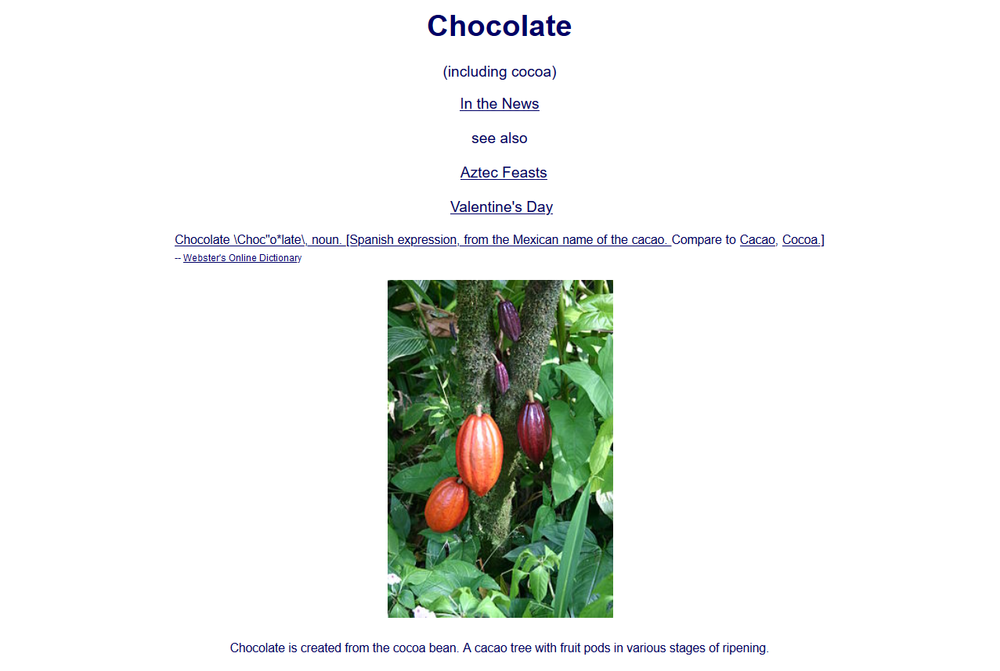 Chocolate
(including cocoa)
In the News
see also
Aztec Feasts
Valentine's Day
Chocolate \Choc"o*late\, noun. [Spanish expression, from the Mexican name of the cacao. Compare to Cacao, Cocoa.]
-- Webster's Online Dictionary
Chocolate is created from the cocoa bean. A cacao tree with fruit pods in various stages of ripening.